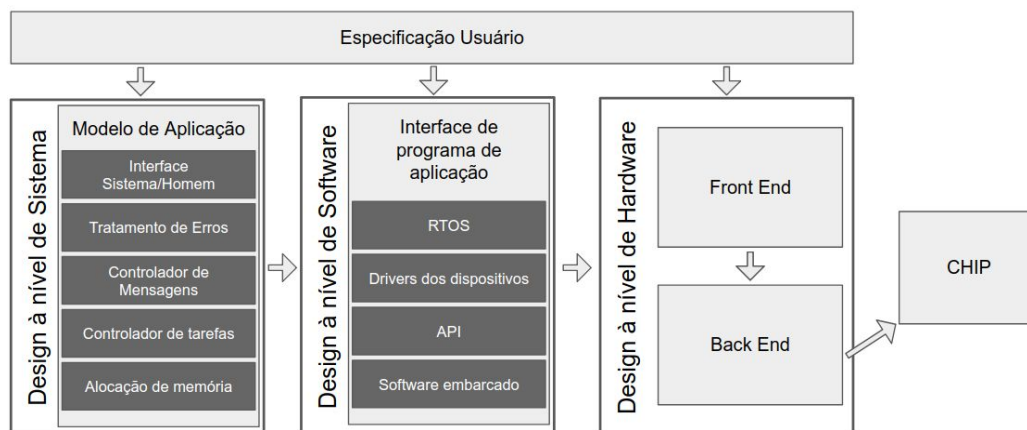 Especificação Usuário
Design à nível de Sistema
Modelo de Aplicação
Interface
Sistema/Homem
Tratamento de Erros
Controlador de
Mensagens
Controlador de tarefas
Alocação de memória
Design à nível de Software
Interface de
programa de
aplicação
RTOS
Drivers dos dispositivos
API
Software embarcado
Design à nível de Hardware
Front End
Back End
CHIP